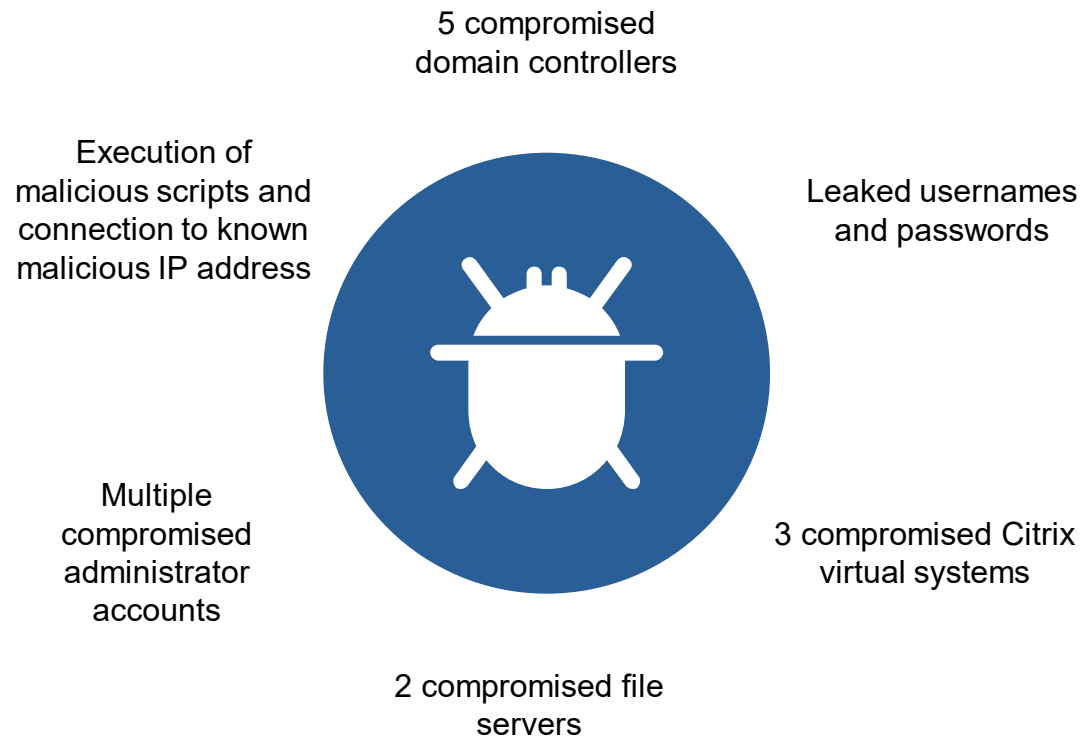 5 compromised
domain controllers
Execution of
malicious scripts and
connection to known
malicious IP address
Leaked usernames
and passwords
Multiple
compromised
administrator
accounts
3 compromised Citrix
virtual systems
2 compromised file
servers